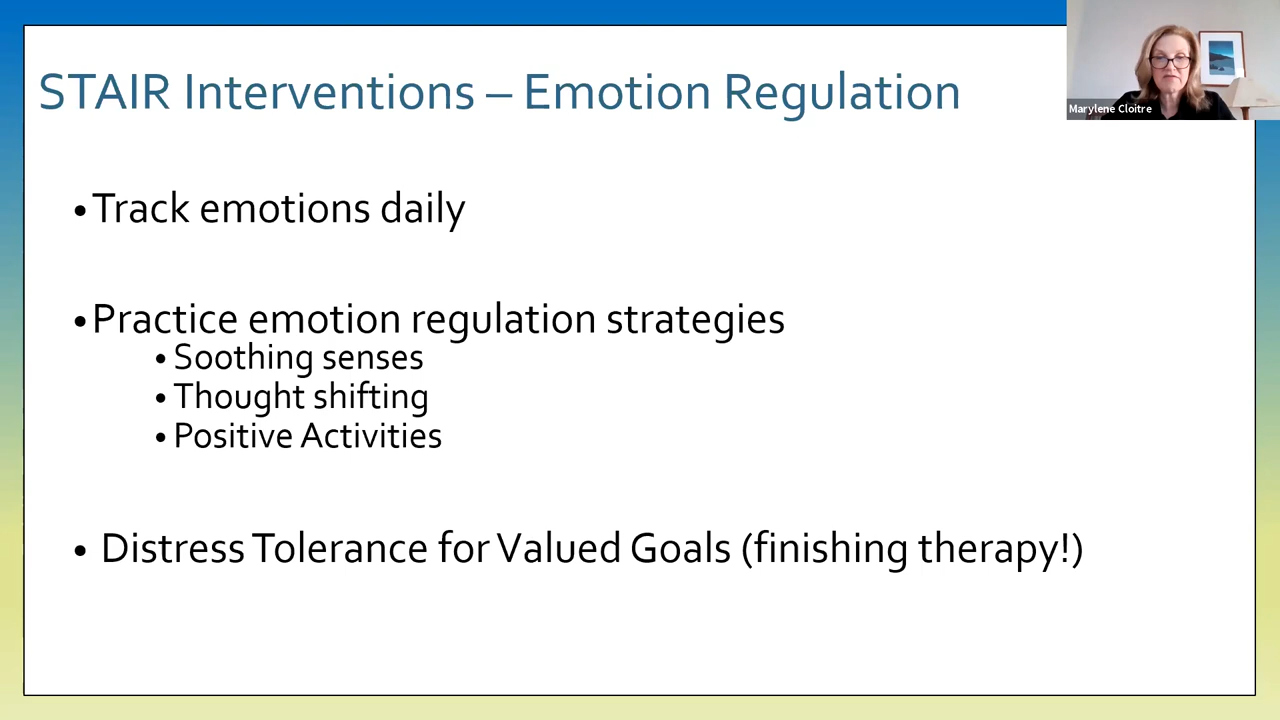 STAIR Interventions – Emotion Regulation
Marylene Cloitre
• Track emotions daily
• Practice emotion regulation strategies
• Soothing senses
• Thought shifting
• Positive Activities
• Distress Tolerance for Valued Goals (finishing therapy!)